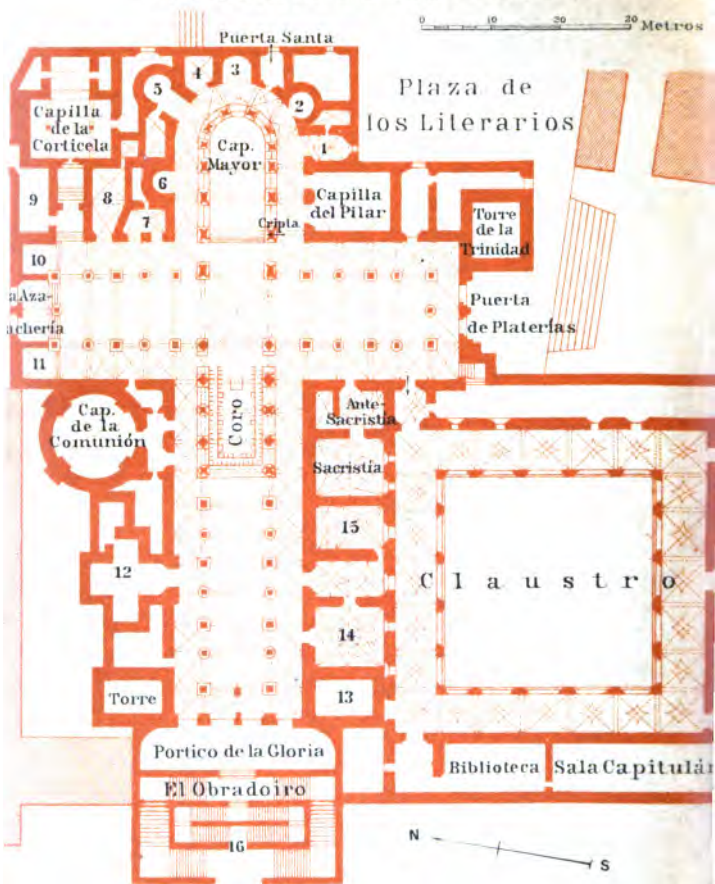 0 10 20 30 Metros
Puerta Santa
4
3
5
2
1
Plaza de
los Literarios
Capilla
de la
Corticela
Cap.
Mayor
9
8
6
7
Capilla
del Pilar
Cripta
Torre
de la
Trinidad
10
aAza-
achería
11
Puerta
de Platerías
Cap.
de la
Comunión
Coro
Ante-
Sacristía
Sacristía
15
12
14
13
Claustro
Torre
Portico de la Gloria
El Obradoiro
16
Biblioteca
Sala Capitulár
N
S